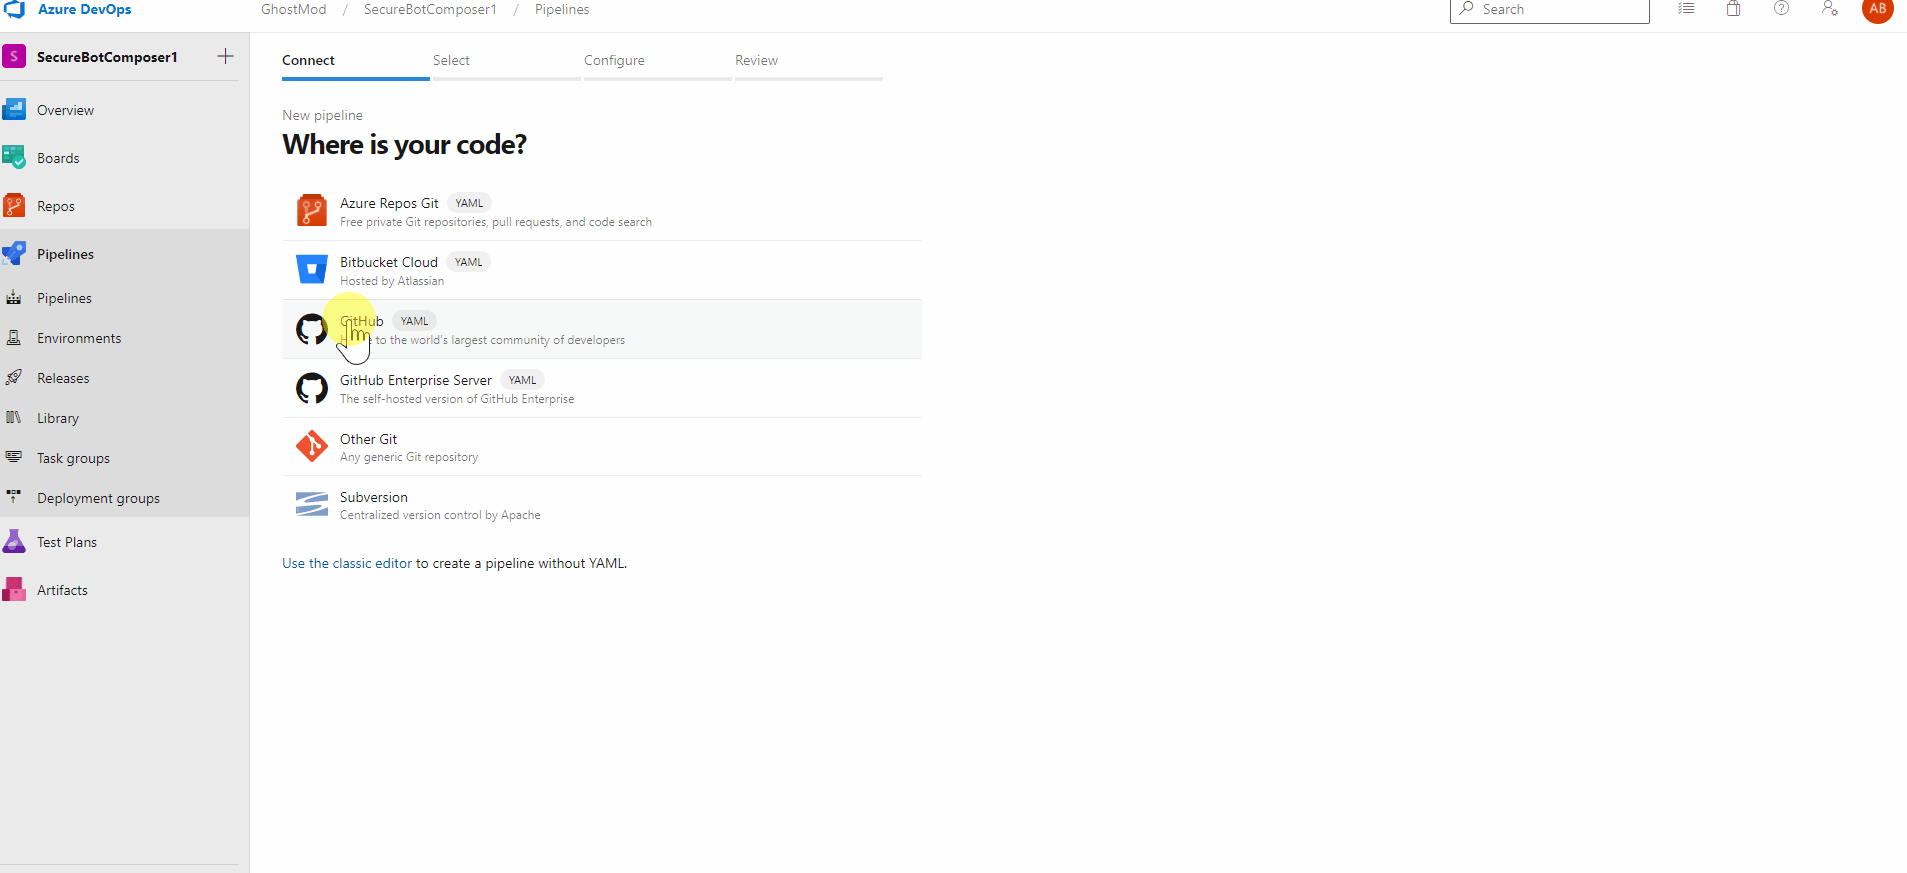 Azure DevOps
GhostMod / SecureBotComposer1 / Pipelines
Search
AB
S
SecureBotComposer1
Overview
Boards
Repos
Pipelines
Pipelines
Environments
Releases
Library
Task groups
Deployment groups
Test Plans
Artifacts
Connect
Select
Configure
Review
New pipeline
Where is your code?
Azure Repos Git YAML
Free private Git repositories, pull requests, and code search
Bitbucket Cloud YAML
Hosted by Atlassian
GitHub YAML
to the world's largest community of developers
GitHub Enterprise Server YAML
The self-hosted version of GitHub Enterprise
Other Git
Any generic Git repository
Subversion
Centralized version control by Apache
Use the classic editor to create a pipeline without YAML.